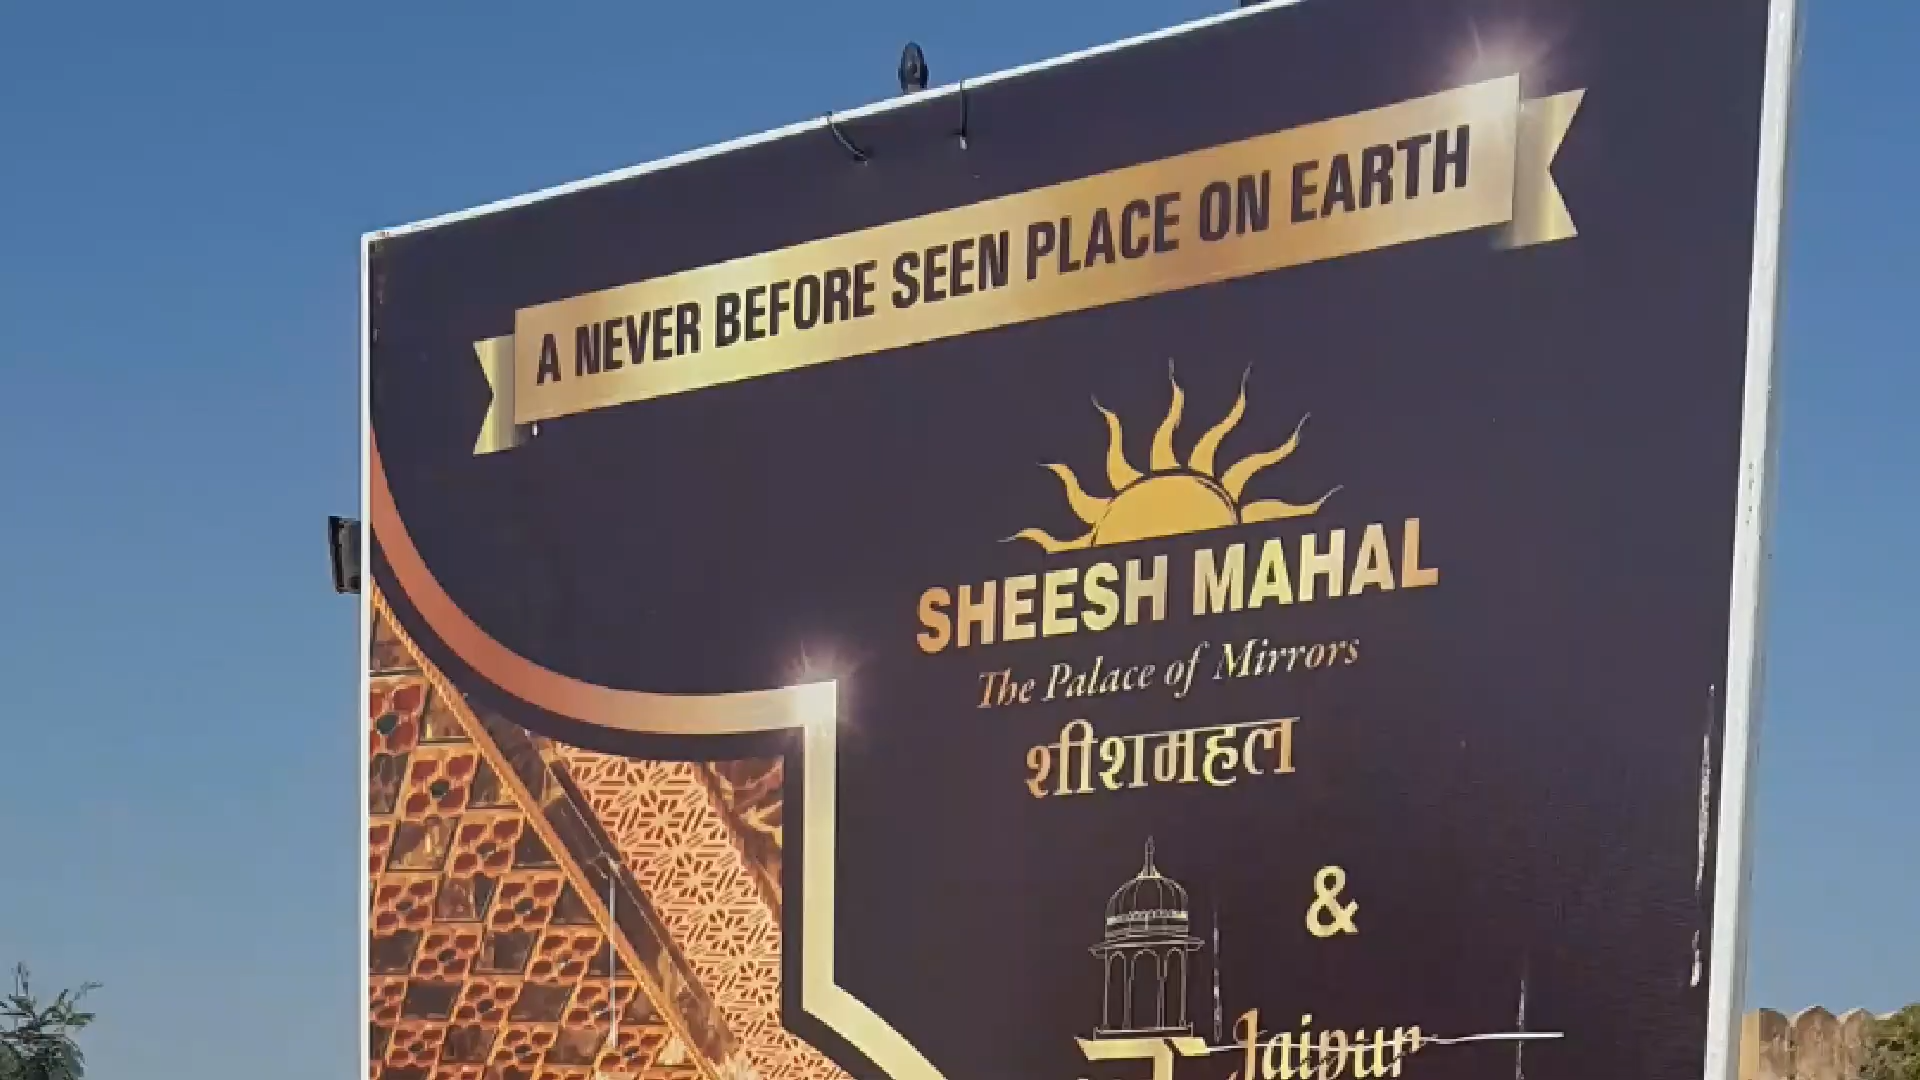 A NEVER BEFORE SEEN PLACE ON EARTH
SHEESH MAHAL
The Palace of Mirrors
शीशमहल
&
Jaipur